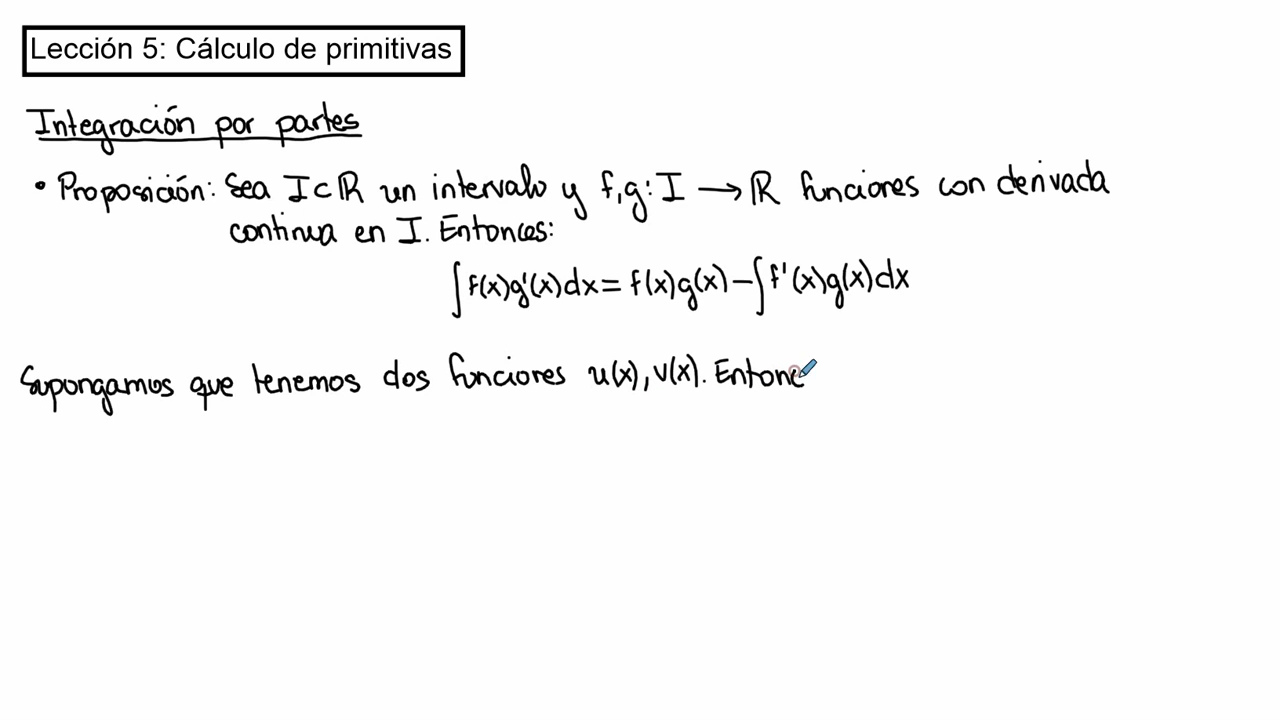 Lección 5: Cálculo de primitivas
Integración por partes
• Proposición: Sea I⊂ℝ un intervalo y f,g: I → ℝ funciones con derivada
continua en I. Entonces:
∫f(x)g'(x)dx = f(x)g(x) - ∫f'(x)g(x)dx
Supongamos que tenemos dos funciones u(x), v(x). Entonc